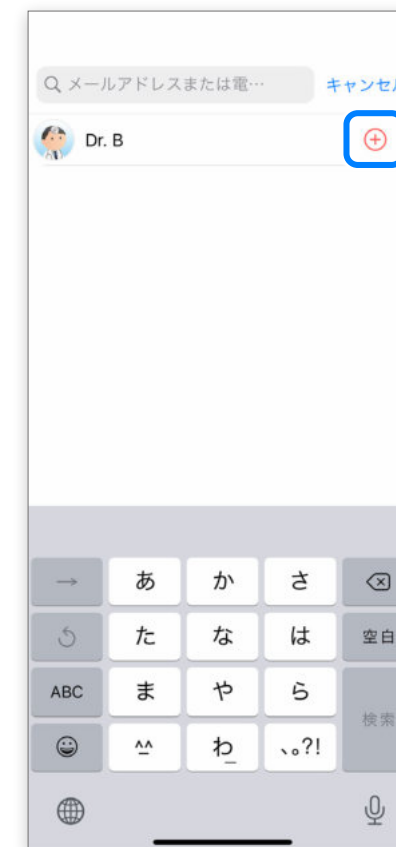 メールアドレスまたは電…
キャンセル
Dr. B
→ あ か さ
た な は 空白
ABC ま や ら
^^ わ_ 、。?!
検索